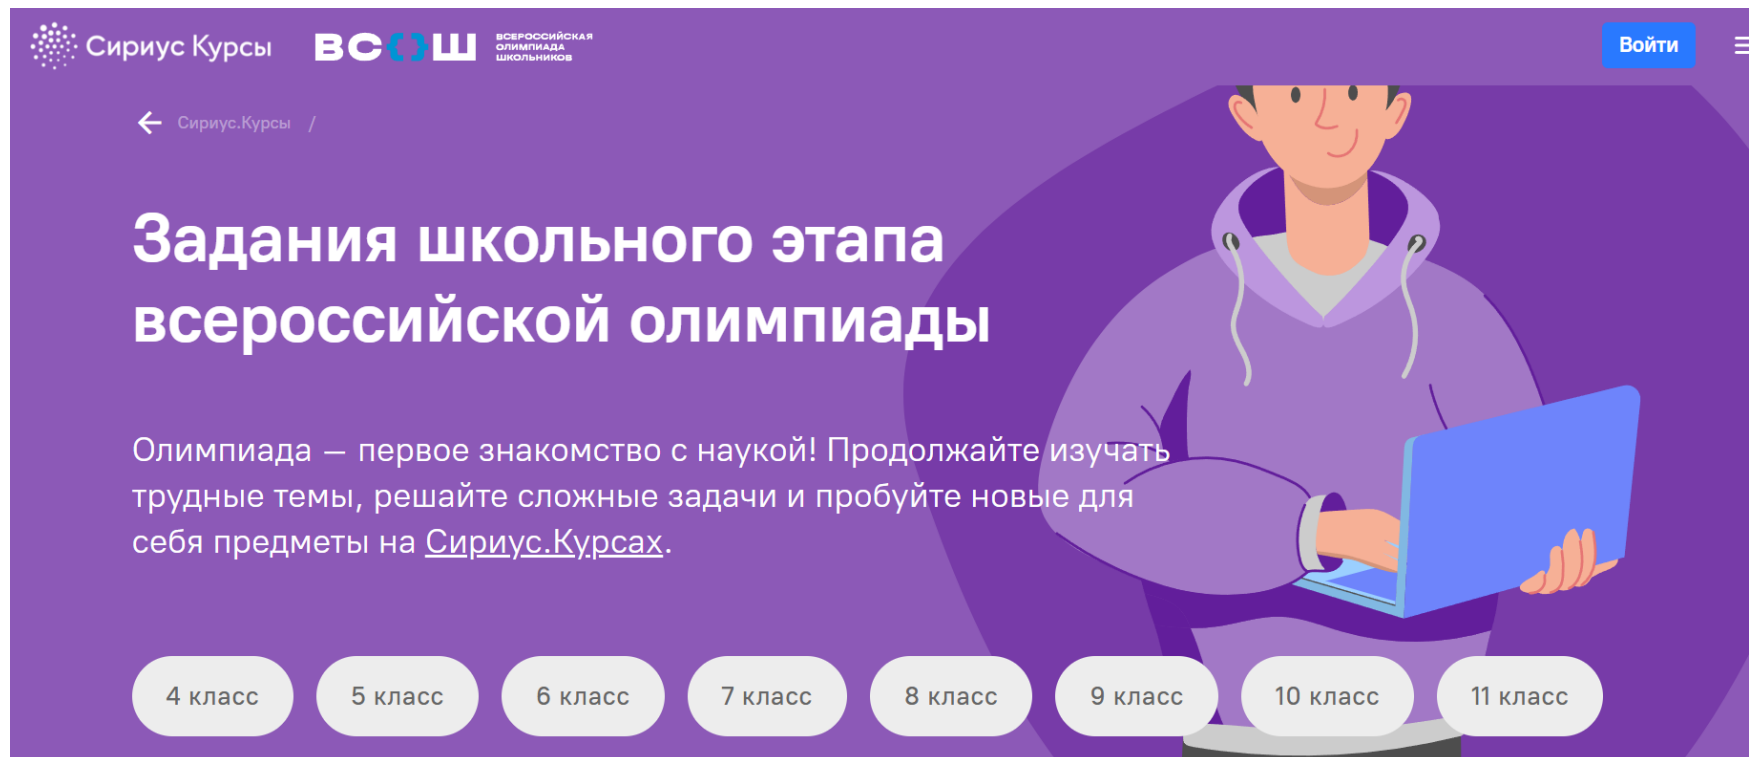 Сириус Курсы
ВС{}Ш
ВСЕРОССИЙСКАЯ
ОЛИМПИАДА
ШКОЛЬНИКОВ
Войти
Сириус.Курсы /
Задания школьного этапа
всероссийской олимпиады
Олимпиада — первое знакомство с наукой! Продолжайте изучать
трудные темы, решайте сложные задачи и пробуйте новые для
себя предметы на Сириус.Курсах.
4 класс
5 класс
6 класс
7 класс
8 класс
9 класс
10 класс
11 класс